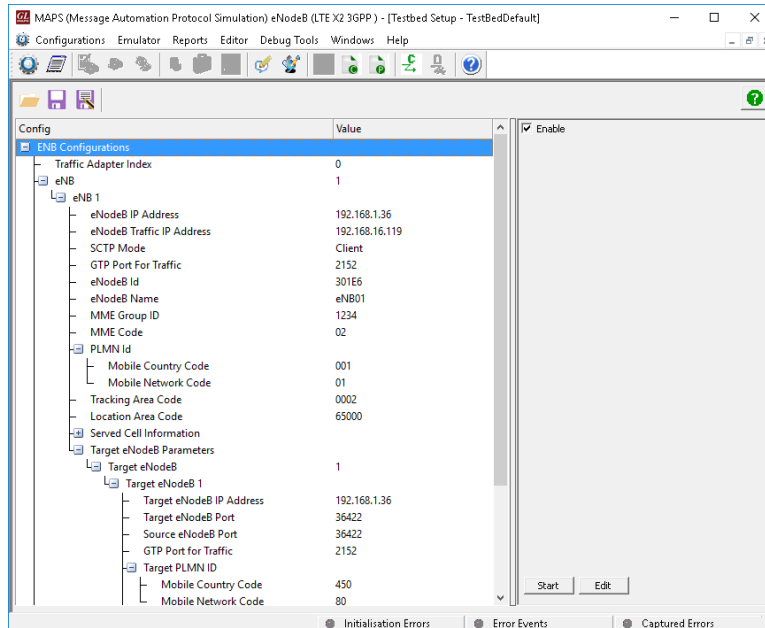 GL MAPS (Message Automation Protocol Simulation) eNodeB (LTE X2 3GPP ) - [Testbed Setup - TestBedDefault]
Configurations Emulator Reports Editor Debug Tools Windows Help
Config Value
Enable
ENB Configurations
Traffic Adapter Index 0
eNB 1
eNB 1
eNodeB IP Address 192.168.1.36
eNodeB Traffic IP Address 192.168.16.119
SCTP Mode Client
GTP Port For Traffic 2152
eNodeB Id 301E6
eNodeB Name eNB01
MME Group ID 1234
MME Code 02
PLMN Id
Mobile Country Code 001
Mobile Network Code 01
Tracking Area Code 0002
Location Area Code 65000
Served Cell Information
Target eNodeB Parameters
Target eNodeB 1
Target eNodeB 1
Target eNodeB IP Address 192.168.1.36
Target eNodeB Port 36422
Source eNodeB Port 36422
GTP Port for Traffic 2152
Target PLMN ID
Mobile Country Code 450
Mobile Network Code 80
Start Edit
Initialisation Errors Error Events Captured Errors